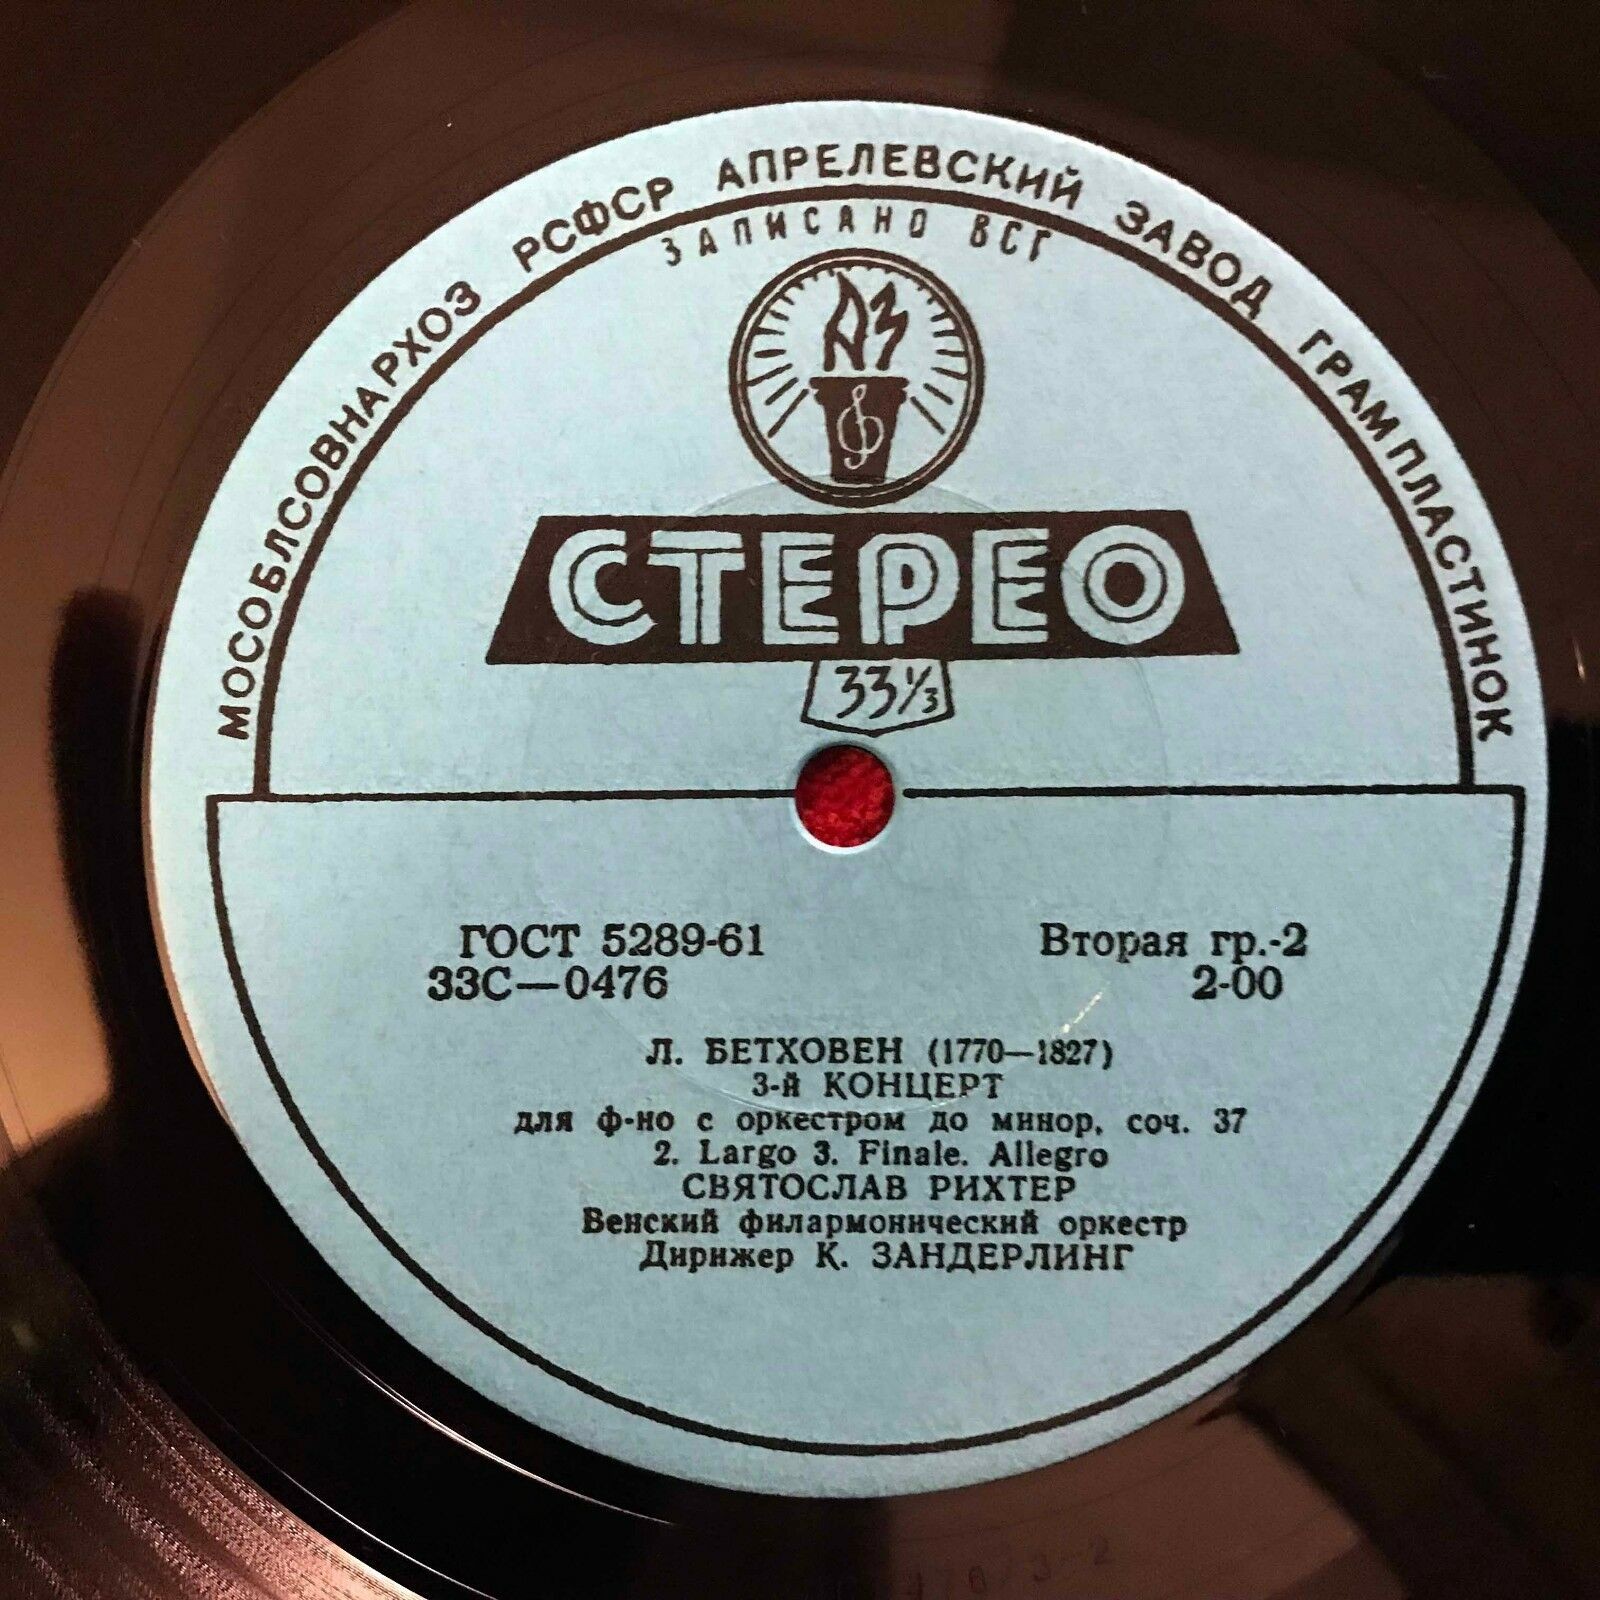 МОСОБЛСОВНАРХОЗ РСФСР АПРЕЛЕВСКИЙ ЗАВОД ГРАМПЛАСТИНОК
ЗАПИСАНО ВСГ
АЗ
СТЕРЕО
33 1/3
ГОСТ 5289-61 Вторая гр.-2
33С—0476 2-00
Л. БЕТХОВЕН (1770—1827)
3-й КОНЦЕРТ
для ф-но с оркестром до минор, соч. 37
2. Largo 3. Finale. Allegro
СВЯТОСЛАВ РИХТЕР
Венский филармонический оркестр
Дирижер К. ЗАНДЕРЛИНГ